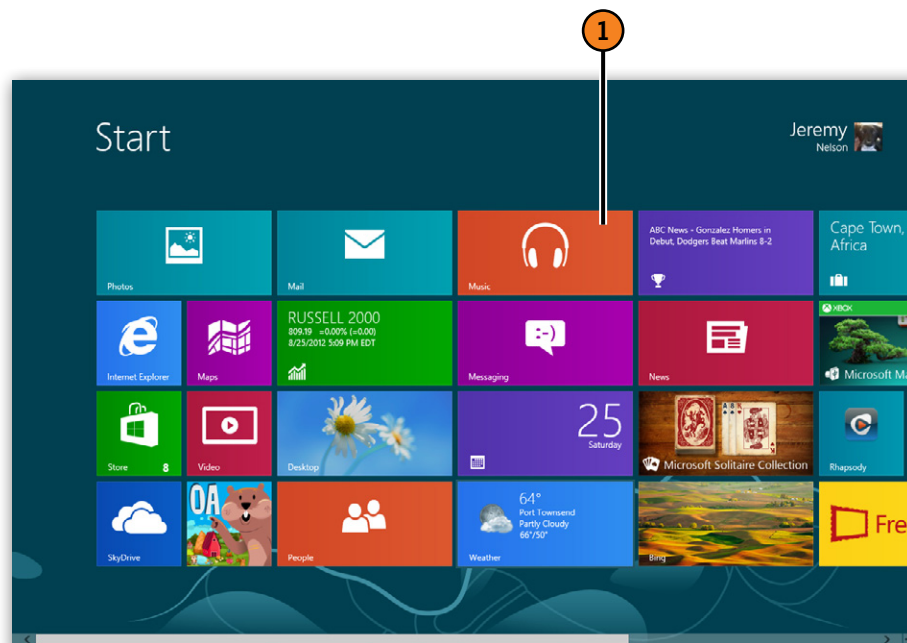 1
Start
Jeremy
Nelson
Photos
Mail
Music
ABC News - Gonzalez Homers in
Debut, Dodgers Beat Marlins 8-2
Cape Town,
Africa
Internet Explorer
Maps
RUSSELL 2000
809.19 =0.00% (=0.00)
8/25/2012 5:09 PM EDT
:-)
Messaging
News
XBOX
Microsoft Ma
Store 8
Video
Desktop
25
Saturday
Microsoft Solitaire Collection
Rhapsody
SkyDrive
OA
People
64°
Port Townsend
Partly Cloudy
66°/50°
Weather
Bing
Fre